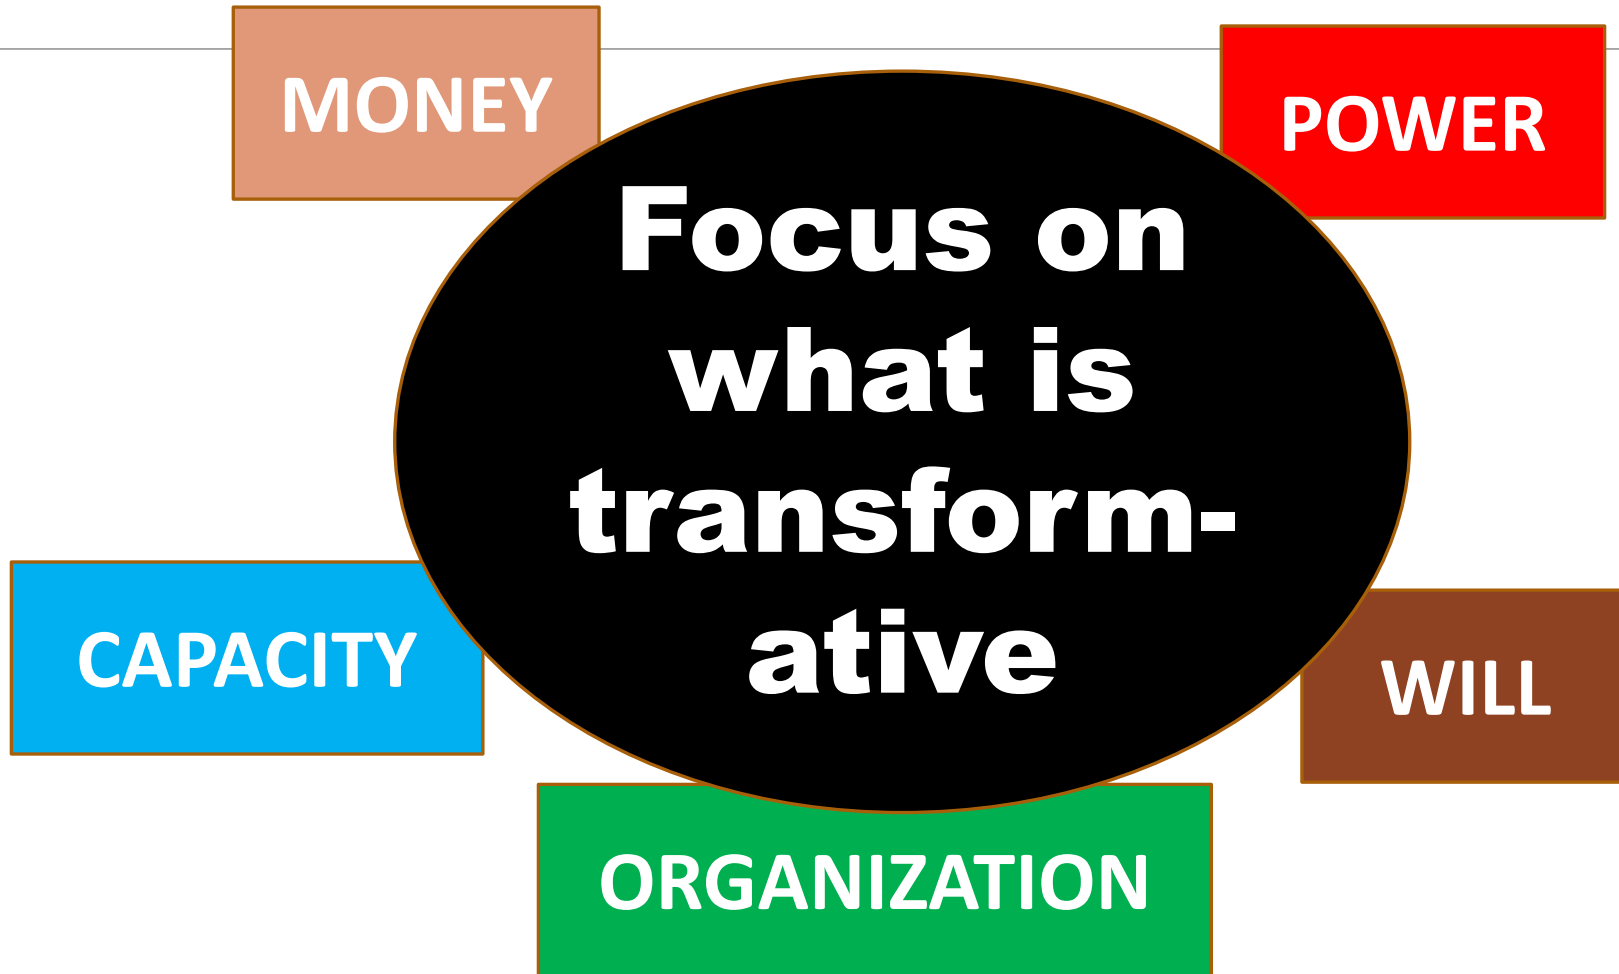 MONEY
POWER
Focus on
what is
transform-
ative
CAPACITY
WILL
ORGANIZATION